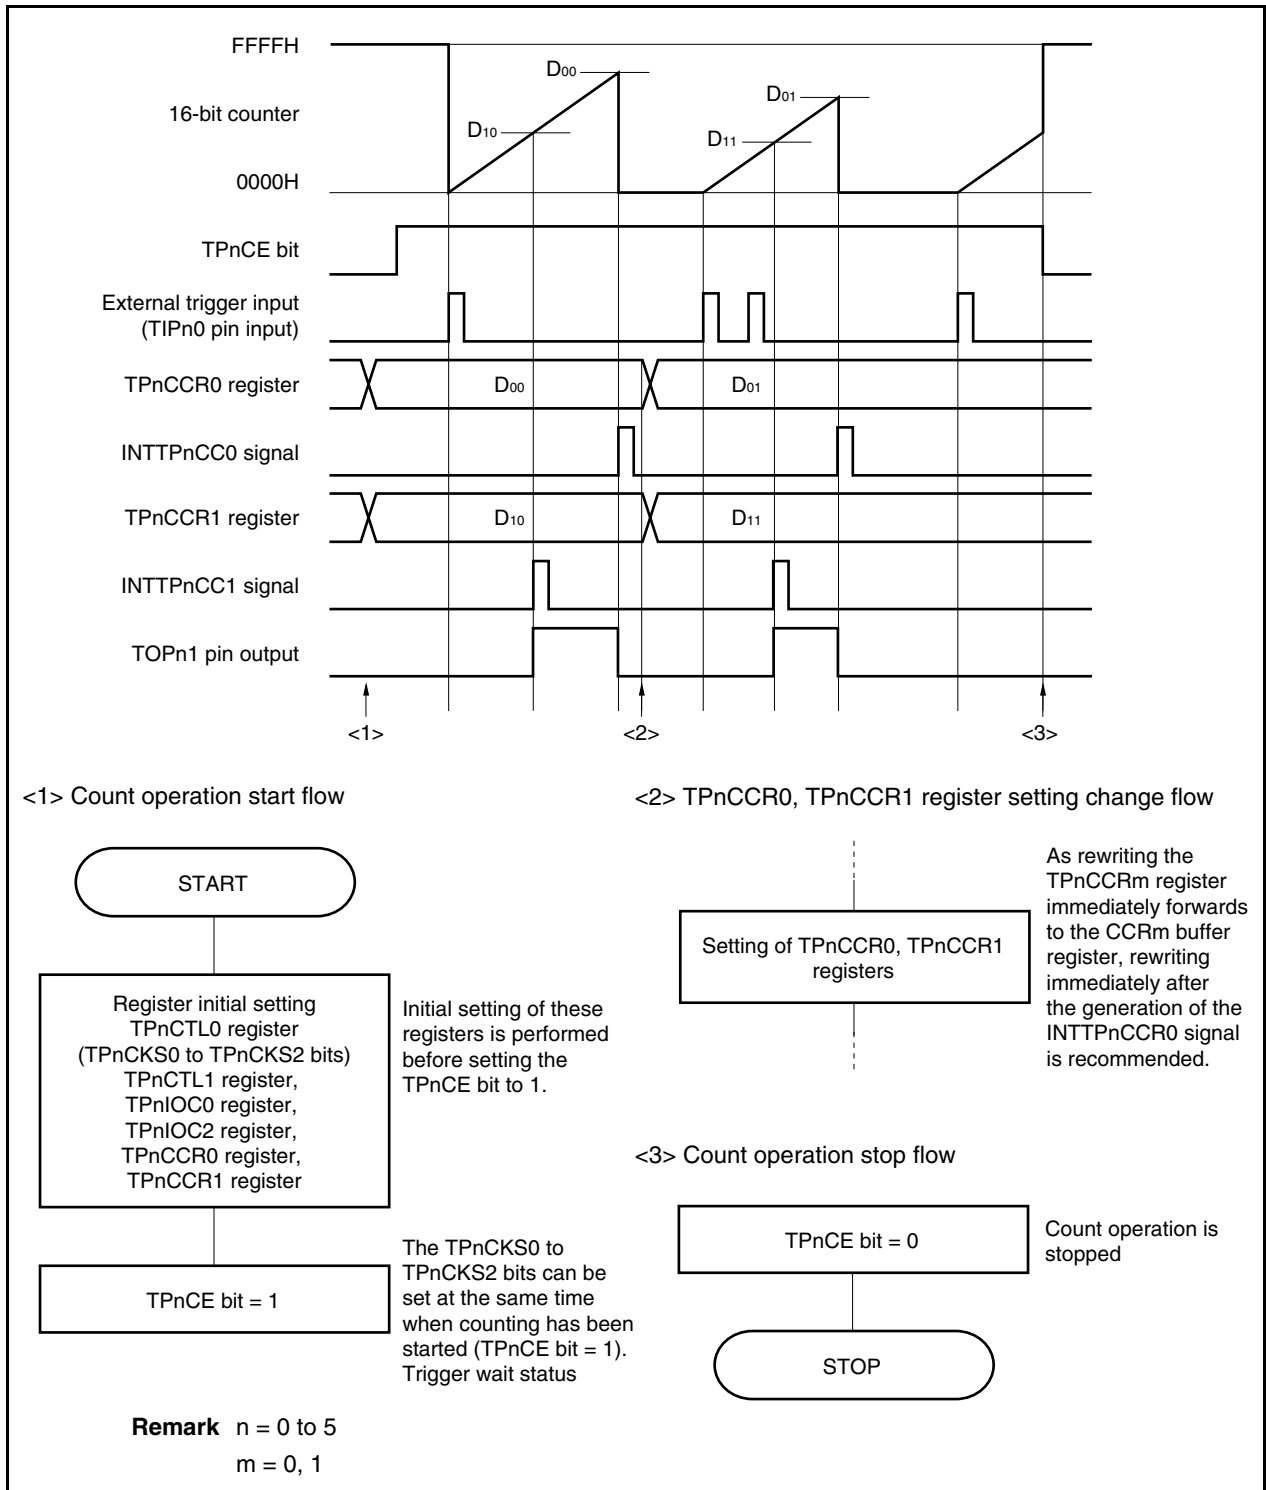 FFFFH
16-bit counter
0000H
D00
D10
D01
D11
TPnCE bit
External trigger input
(TIPn0 pin input)
TPnCCR0 register
D00
D01
INTTPnCC0 signal
TPnCCR1 register
D10
D11
INTTPnCC1 signal
TOPn1 pin output
<1>
<2>
<3>
<1> Count operation start flow
START
Register initial setting
TPnCTL0 register
(TPnCKS0 to TPnCKS2 bits)
TPnCTL1 register,
TPnIOC0 register,
TPnIOC2 register,
TPnCCR0 register,
TPnCCR1 register
Initial setting of these
registers is performed
before setting the
TPnCE bit to 1.
TPnCE bit = 1
The TPnCKS0 to
TPnCKS2 bits can be
set at the same time
when counting has been
started (TPnCE bit = 1).
Trigger wait status
<2> TPnCCR0, TPnCCR1 register setting change flow
Setting of TPnCCR0, TPnCCR1
registers
As rewriting the
TPnCCRm register
immediately forwards
to the CCRm buffer
register, rewriting
immediately after
the generation of the
INTTPnCCR0 signal
is recommended.
<3> Count operation stop flow
TPnCE bit = 0
Count operation is
stopped
STOP
Remark n = 0 to 5
m = 0, 1